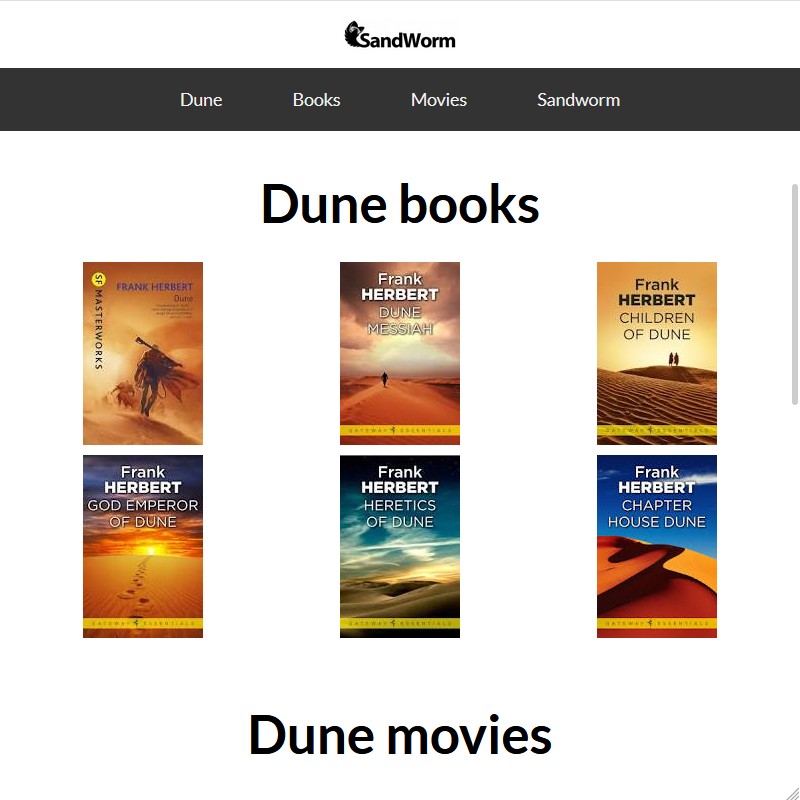 SandWorm
Dune Books Movies Sandworm
Dune books
SF MASTERWORKS
FRANK HERBERT
Dune
Frank
HERBERT
DUNE
MESSIAH
GATEWAY ESSENTIALS
Frank
HERBERT
CHILDREN
OF DUNE
GATEWAY ESSENTIALS
Frank
HERBERT
GOD EMPEROR
OF DUNE
GATEWAY ESSENTIALS
Frank
HERBERT
HERETICS
OF DUNE
GATEWAY ESSENTIALS
Frank
HERBERT
CHAPTER
HOUSE DUNE
GATEWAY ESSENTIALS
Dune movies